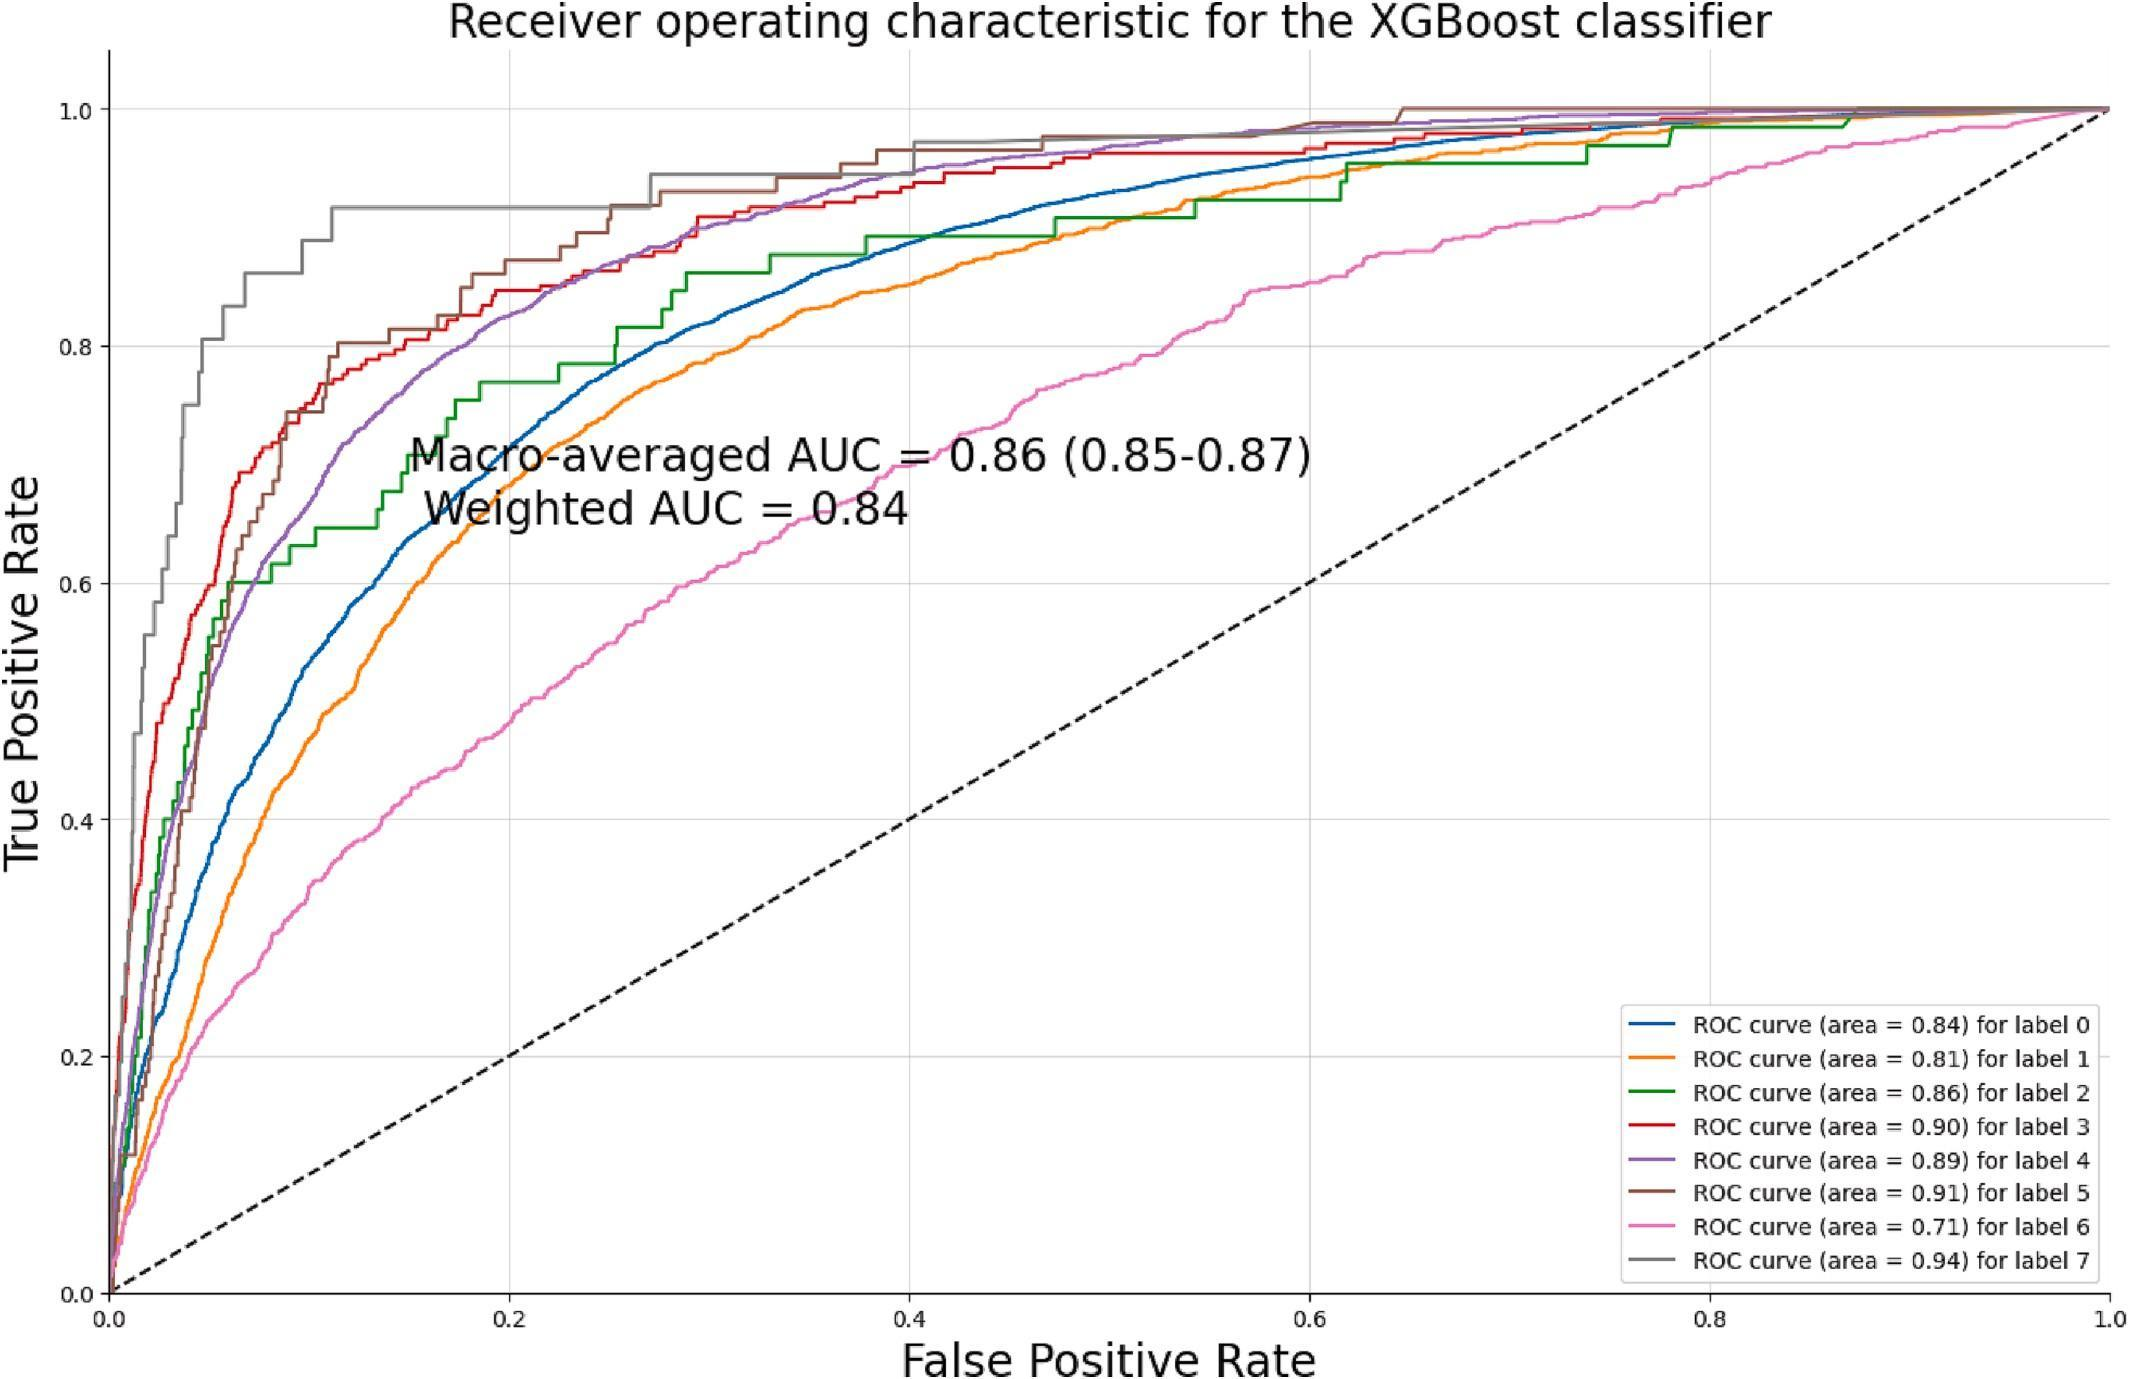 Receiver operating characteristic for the XGBoost classifier
True Positive Rate
1.0
0.8
0.6
0.4
0.2
0.0
Macro-averaged AUC = 0.86 (0.85-0.87)
Weighted AUC = 0.84
ROC curve (area = 0.84) for label 0
ROC curve (area = 0.81) for label 1
ROC curve (area = 0.86) for label 2
ROC curve (area = 0.90) for label 3
ROC curve (area = 0.89) for label 4
ROC curve (area = 0.91) for label 5
ROC curve (area = 0.71) for label 6
ROC curve (area = 0.94) for label 7
0.0 0.2 0.4 0.6 0.8 1.0
False Positive Rate